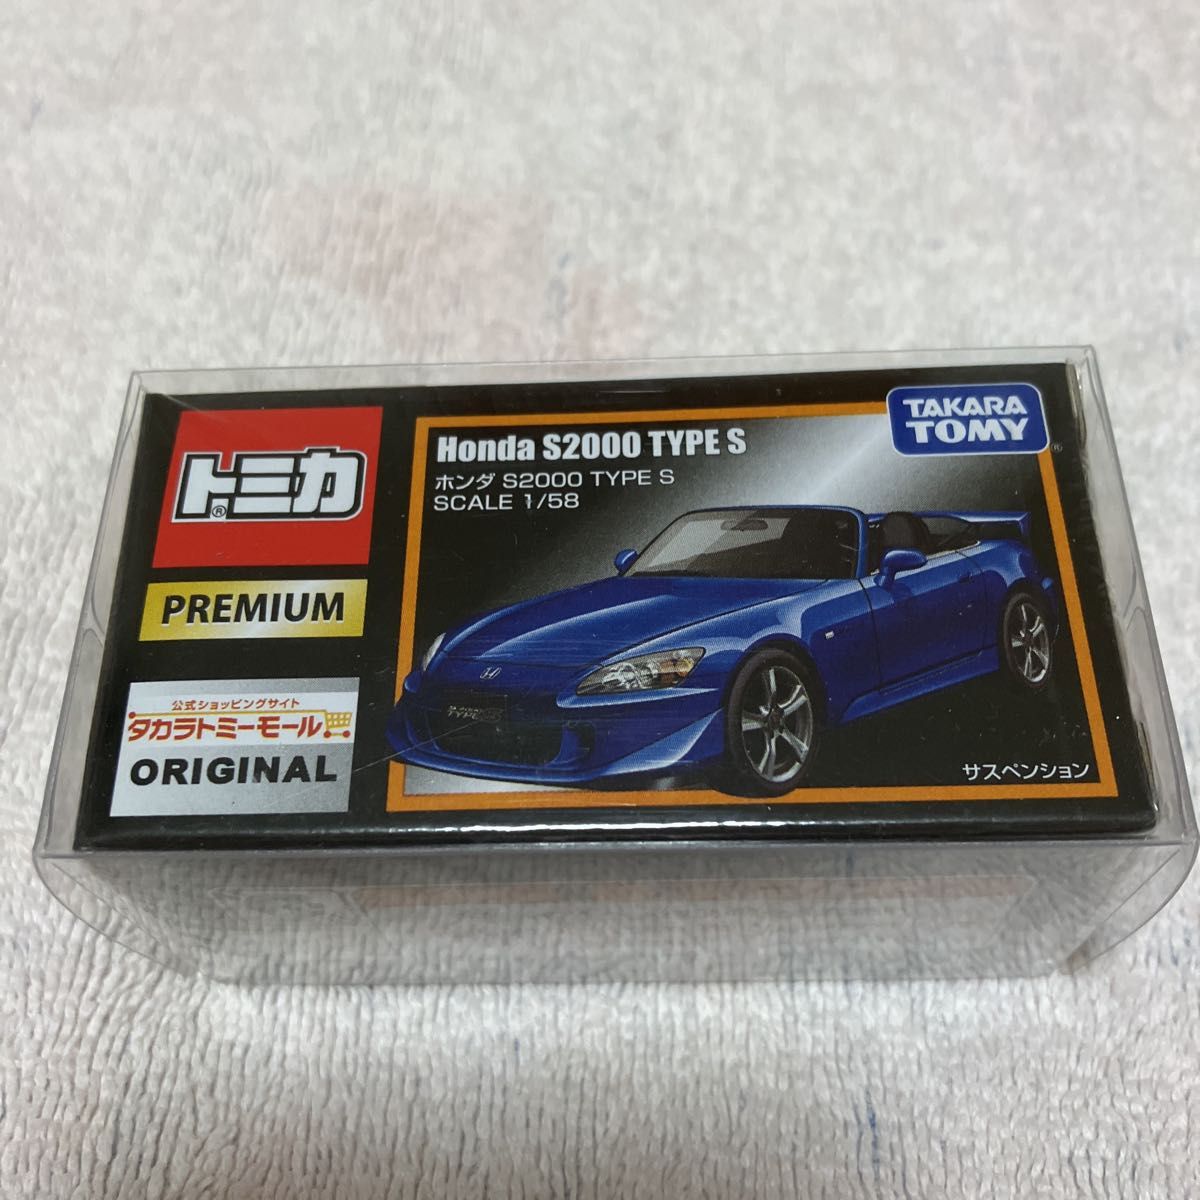 トミカ®
PREMIUM
公式ショッピングサイト
タカラトミーモール
ORIGINAL
Honda S2000 TYPE S
ホンダ S2000 TYPE S
SCALE 1/58
TAKARA
TOMY®
TYPE S
サスペンション